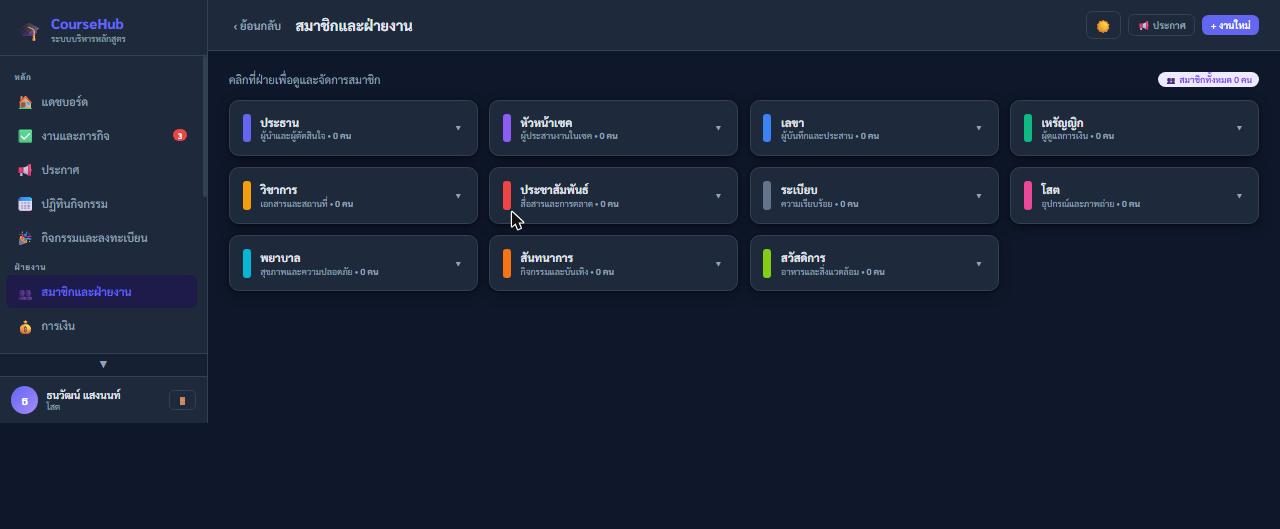 CourseHub
ระบบบริหารหลักสูตร
หลัก
แดชบอร์ด
งานและภารกิจ 3
ประกาศ
ปฏิทินกิจกรรม
กิจกรรมและลงทะเบียน
ฝ่ายงาน
สมาชิกและฝ่ายงาน
การเงิน
▼
ธ ธนวัฒน์ แสงนนท์
โสต
‹ ย้อนกลับ สมาชิกและฝ่ายงาน
ประกาศ + งานใหม่
คลิกที่ฝ่ายเพื่อดูและจัดการสมาชิก
สมาชิกทั้งหมด 0 คน
ประธาน
ผู้นำและผู้ตัดสินใจ • 0 คน
หัวหน้าเซค
ผู้ประสานงานในเซค • 0 คน
เลขา
ผู้บันทึกและประสาน • 0 คน
เหรัญญิก
ผู้ดูแลการเงิน • 0 คน
วิชาการ
เอกสารและสถานที่ • 0 คน
ประชาสัมพันธ์
สื่อสารและการตลาด • 0 คน
ระเบียบ
ความเรียบร้อย • 0 คน
โสต
อุปกรณ์และภาพถ่าย • 0 คน
พยาบาล
สุขภาพและความปลอดภัย • 0 คน
สันทนาการ
กิจกรรมและบันเทิง • 0 คน
สวัสดิการ
อาหารและสิ่งแวดล้อม • 0 คน